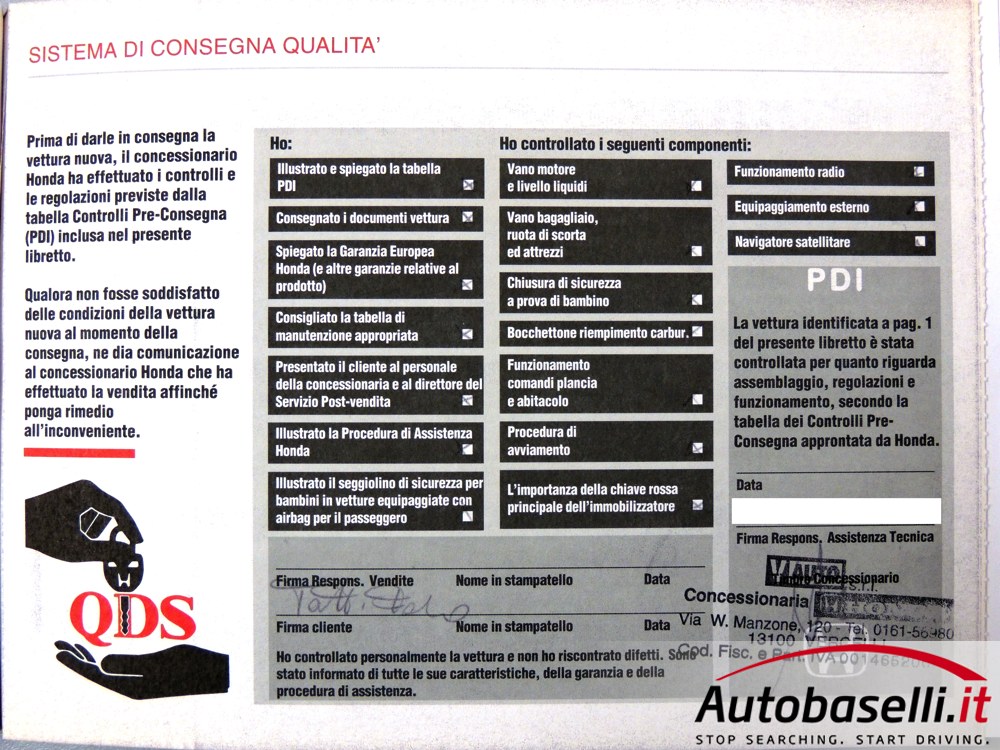 SISTEMA DI CONSEGNA QUALITA'
Prima di darle in consegna la
vettura nuova, il concessionario
Honda ha effettuato i controlli e
le regolazioni previste dalla
tabella Controlli Pre-Consegna
(PDI) inclusa nel presente
libretto.
Qualora non fosse soddisfatto
delle condizioni della vettura
nuova al momento della
consegna, ne dia comunicazione
al concessionario Honda che ha
effettuato la vendita affinché
ponga rimedio
all'inconveniente.
QDS
Ho:
Illustrato e spiegato la tabella
PDI
Consegnato i documenti vettura
Spiegato la Garanzia Europea
Honda (e altre garanzie relative al
prodotto)
Consigliato la tabella di
manutenzione appropriata
Presentato il cliente al personale
della concessionaria e al direttore del
Servizio Post-vendita
Illustrato la Procedura di Assistenza
Honda
Illustrato il seggiolino di sicurezza per
bambini in vetture equipaggiate con
airbag per il passeggero
Ho controllato i seguenti componenti:
Vano motore
e livello liquidi
Vano bagagliaio,
ruota di scorta
ed attrezzi
Chiusura di sicurezza
a prova di bambino
Bocchettone riempimento carbur.
Funzionamento
comandi plancia
e abitacolo
Procedura di
avviamento
L'importanza della chiave rossa
principale dell'immobilizzatore
Funzionamento radio
Equipaggiamento esterno
Navigatore satellitare
PDI
La vettura identificata a pag. 1
del presente libretto è stata
controllata per quanto riguarda
assemblaggio, regolazioni e
funzionamento, secondo la
tabella dei Controlli Pre-
Consegna approntata da Honda.
Data
Firma Respons. Assistenza Tecnica
Timbro Concessionario
Firma Respons. Vendite Nome in stampatello Data
Firma cliente Nome in stampatello Data
Ho controllato personalmente la vettura e non ho riscontrato difetti. Sono
stato informato di tutte le sue caratteristiche, della garanzia e della
procedura di assistenza.
AUTO s.r.l.
Concessionaria
Via W. Manzone, 120 - Tel. 0161-56980
13100 VERCELLI
Cod. Fisc. e Part. IVA
Autobaselli.it
STOP SEARCHING. START DRIVING.